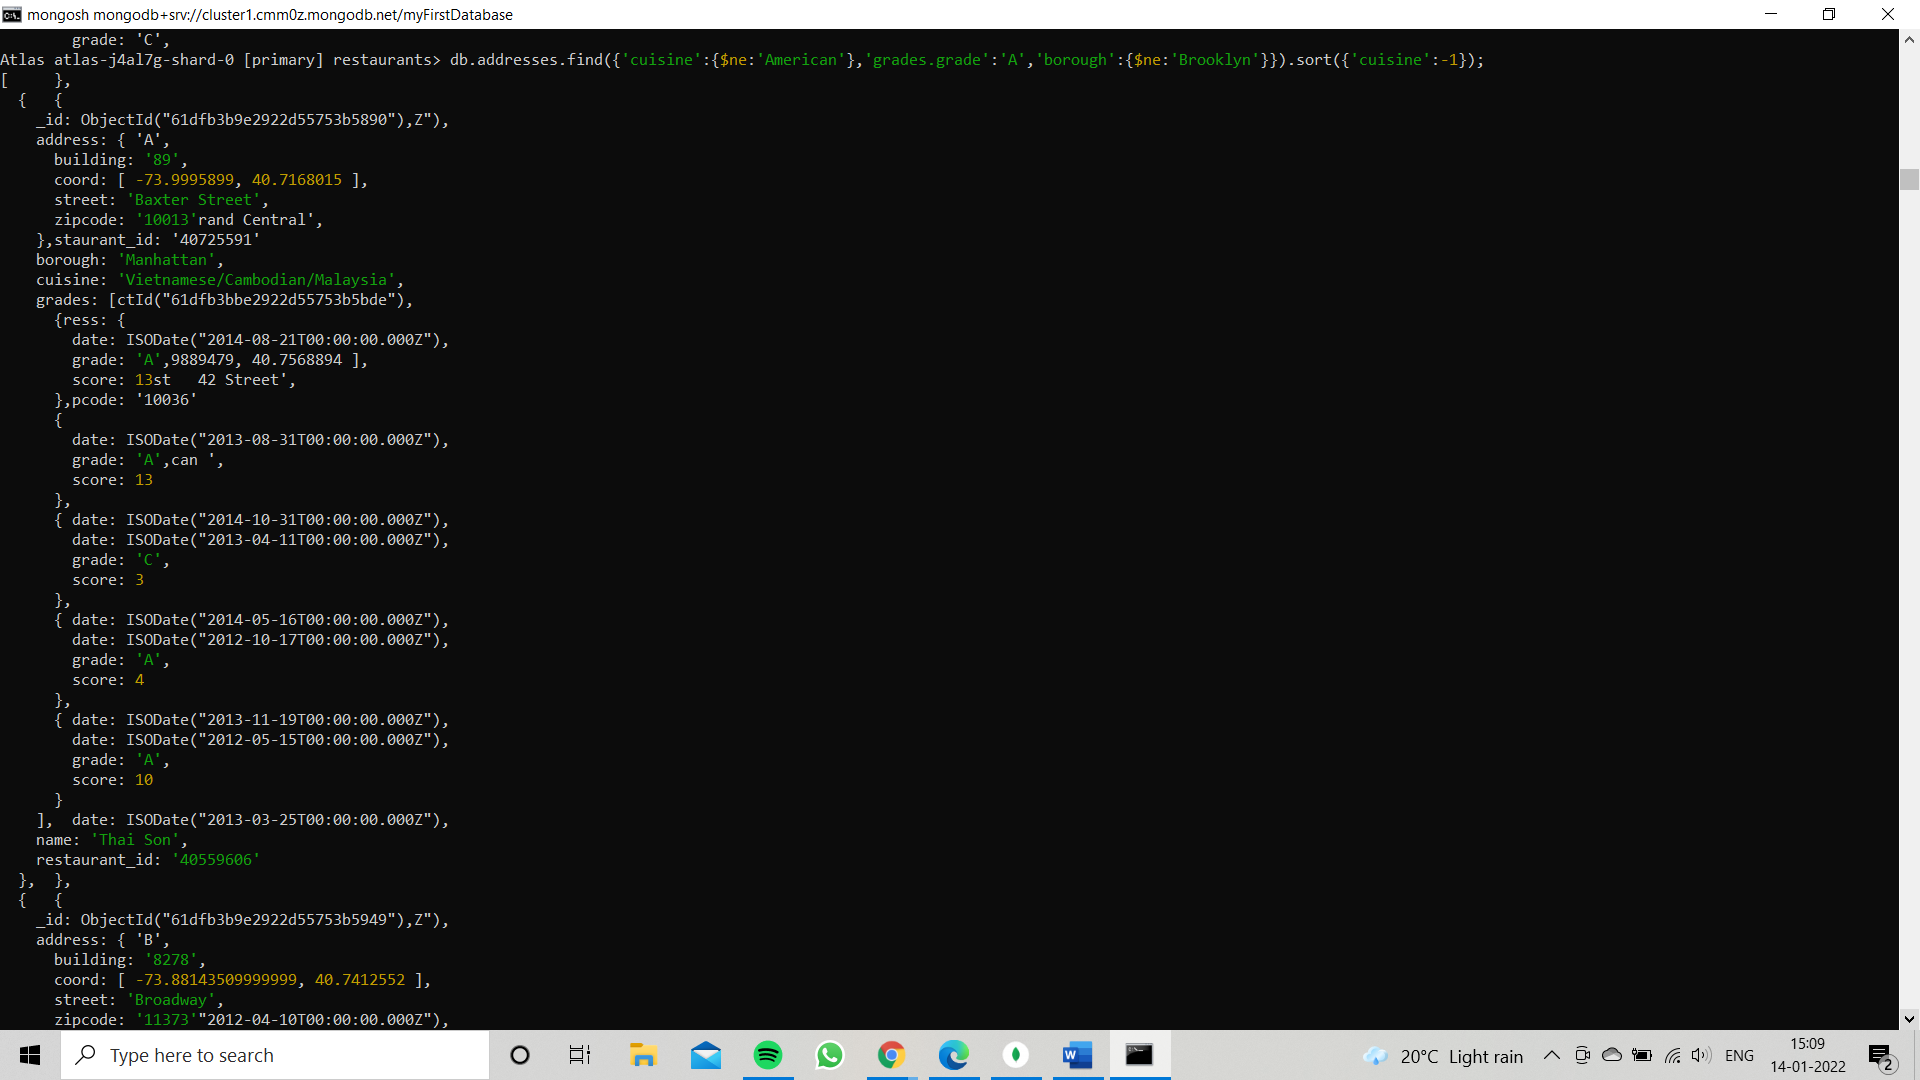 mongosh mongodb+srv://cluster1.cmm0z.mongodb.net/myFirstDatabase
        grade: 'C',
Atlas atlas-j4al7g-shard-0 [primary] restaurants> db.addresses.find({'cuisine':{$ne:'American'},'grades.grade':'A','borough':{$ne:'Brooklyn'}}).sort({'cuisine':-1});
[     },
  {   {
    _id: ObjectId("61dfb3b9e2922d55753b5890"),Z"),
    address: { 'A',
      building: '89',
      coord: [ -73.9995899, 40.7168015 ],
      street: 'Baxter Street',
      zipcode: '10013'rand Central',
    },staurant_id: '40725591'
    borough: 'Manhattan',
    cuisine: 'Vietnamese/Cambodian/Malaysia',
    grades: [ctId("61dfb3bbe2922d55753b5bde"),
      {ress: {
        date: ISODate("2014-08-21T00:00:00.000Z"),
        grade: 'A',9889479, 40.7568894 ],
        score: 13st   42 Street',
      },pcode: '10036'
      {
        date: ISODate("2013-08-31T00:00:00.000Z"),
        grade: 'A',can ',
        score: 13
      },
      { date: ISODate("2014-10-31T00:00:00.000Z"),
        date: ISODate("2013-04-11T00:00:00.000Z"),
        grade: 'C',
        score: 3
      },
      { date: ISODate("2014-05-16T00:00:00.000Z"),
        date: ISODate("2012-10-17T00:00:00.000Z"),
        grade: 'A',
        score: 4
      },
      { date: ISODate("2013-11-19T00:00:00.000Z"),
        date: ISODate("2012-05-15T00:00:00.000Z"),
        grade: 'A',
        score: 10
      }
    ],  date: ISODate("2013-03-25T00:00:00.000Z"),
    name: 'Thai Son',
    restaurant_id: '40559606'
  },  },
  {   {
    _id: ObjectId("61dfb3b9e2922d55753b5949"),Z"),
    address: { 'B',
      building: '8278',
      coord: [ -73.88143509999999, 40.7412552 ],
      street: 'Broadway',
      zipcode: '11373'"2012-04-10T00:00:00.000Z"),
Type here to search
20°C Light rain
ENG
15:09
14-01-2022
2